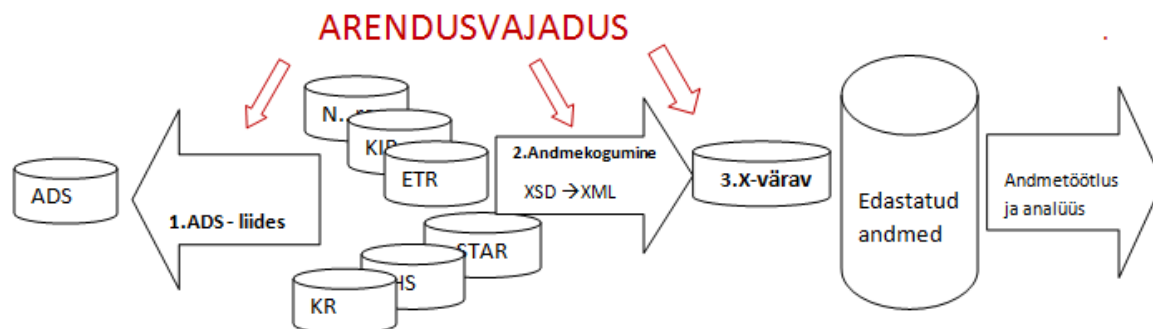 ARENDUSVAJADUS
ADS
1.ADS - liides
ETR
STAR
KR
2.Andmekogumine
XSD → XML
3.X-värav
Edastatud
andmed
Andmetöötlus
ja analüüs